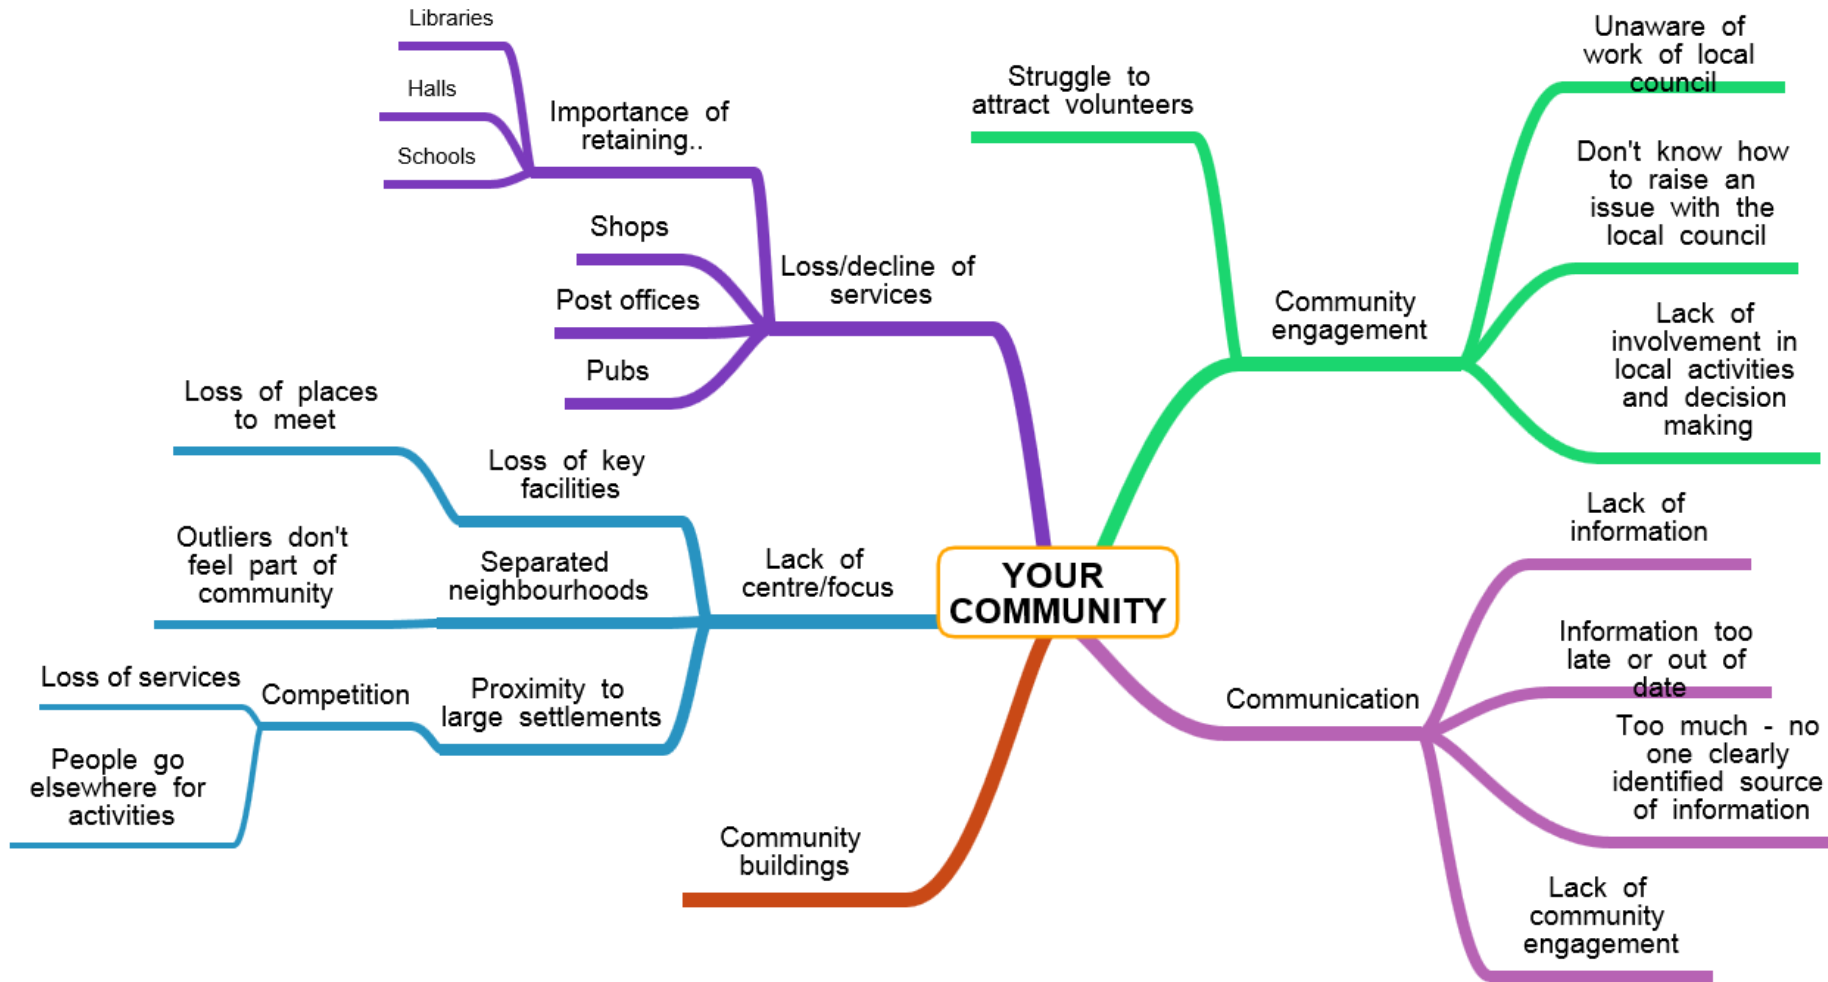 Libraries
Halls
Schools
Importance of
retaining..
Shops
Post offices
Pubs
Loss/decline of
services
Loss of places
to meet
Loss of key
facilities
Outliers don't
feel part of
community
Separated
neighbourhoods
Loss of services
People go
elsewhere for
activities
Competition
Proximity to
large settlements
Lack of
centre/focus
Community
buildings
YOUR
COMMUNITY
Struggle to
attract volunteers
Community
engagement
Unaware of
work of local
council
Don't know how
to raise an
issue with the
local council
Lack of
involvement in
local activities
and decision
making
Communication
Lack of
information
Information too
late or out of
date
Too much - no
one clearly
identified source
of information
Lack of
community
engagement